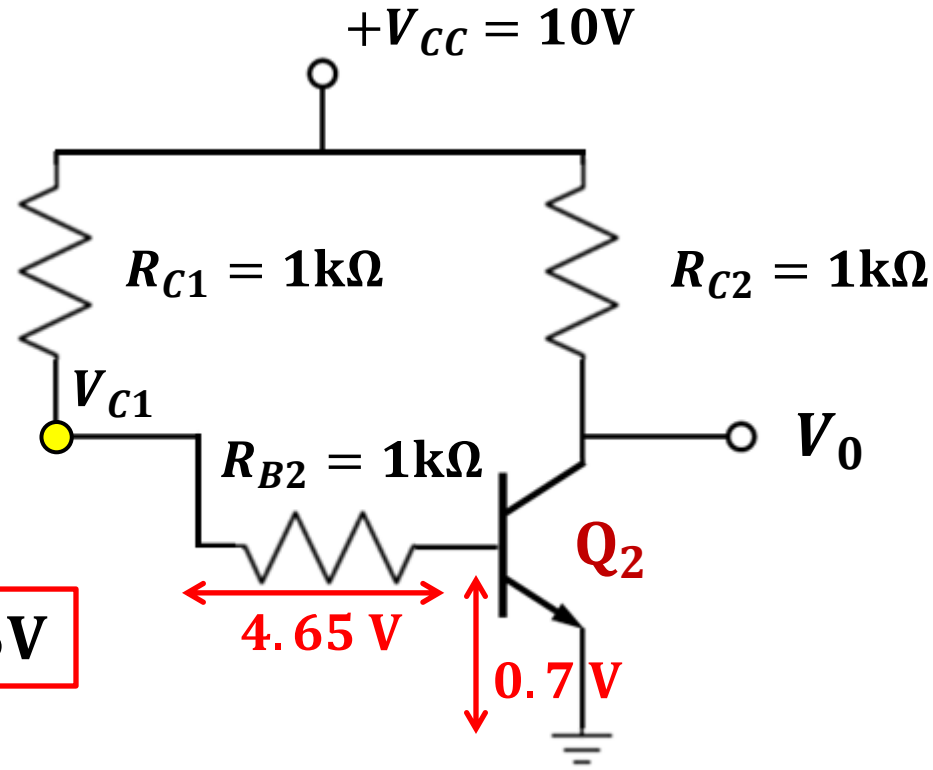 +V_CC = 10V
R_C1 = 1kΩ
R_C2 = 1kΩ
V_C1
R_B2 = 1kΩ
V_0
Q_2
4.65 V
V
0.7 V